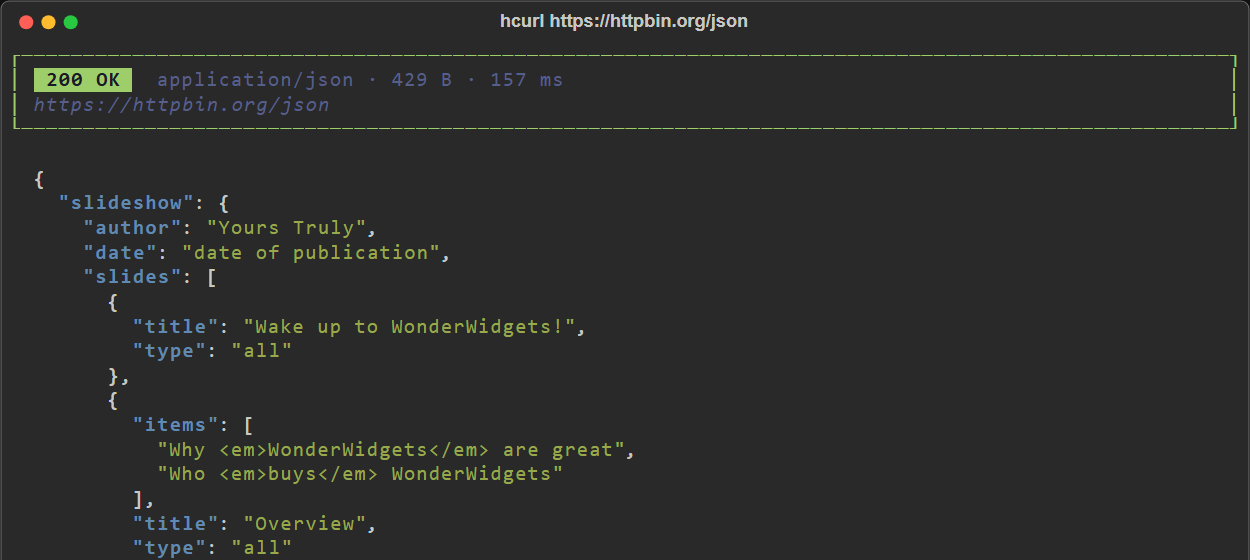 hcurl https://httpbin.org/json
200 OK application/json · 429 B · 157 ms
https://httpbin.org/json
{
  "slideshow": {
    "author": "Yours Truly",
    "date": "date of publication",
    "slides": [
      {
        "title": "Wake up to WonderWidgets!",
        "type": "all"
      },
      {
        "items": [
          "Why <em>WonderWidgets</em> are great",
          "Who <em>buys</em> WonderWidgets"
        ],
        "title": "Overview",
        "type": "all"